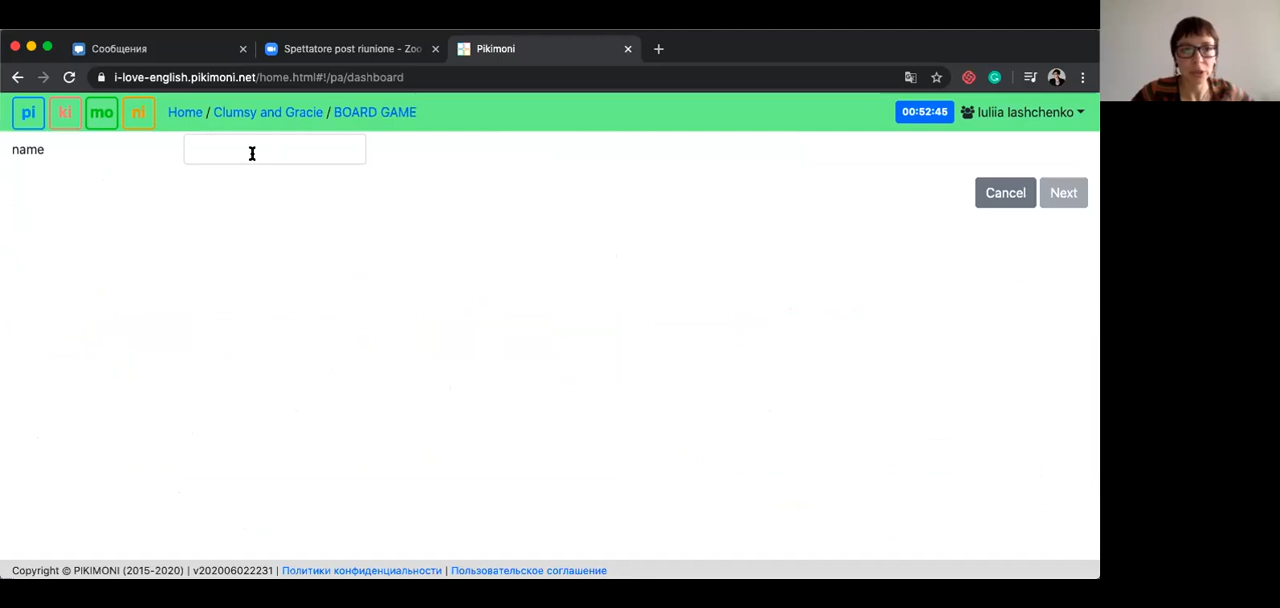 Сообщения
Spettatore post riunione – Zoo
Pikimoni
i-love-english.pikimoni.net/home.html#!/pa/dashboard
pi ki mo ni Home / Clumsy and Gracie / BOARD GAME 00:52:45 Iuliia Iashchenko
name
Cancel Next
Copyright © PIKIMONI (2015-2020) | v202006022231 | Политики конфиденциальности | Пользовательское соглашение